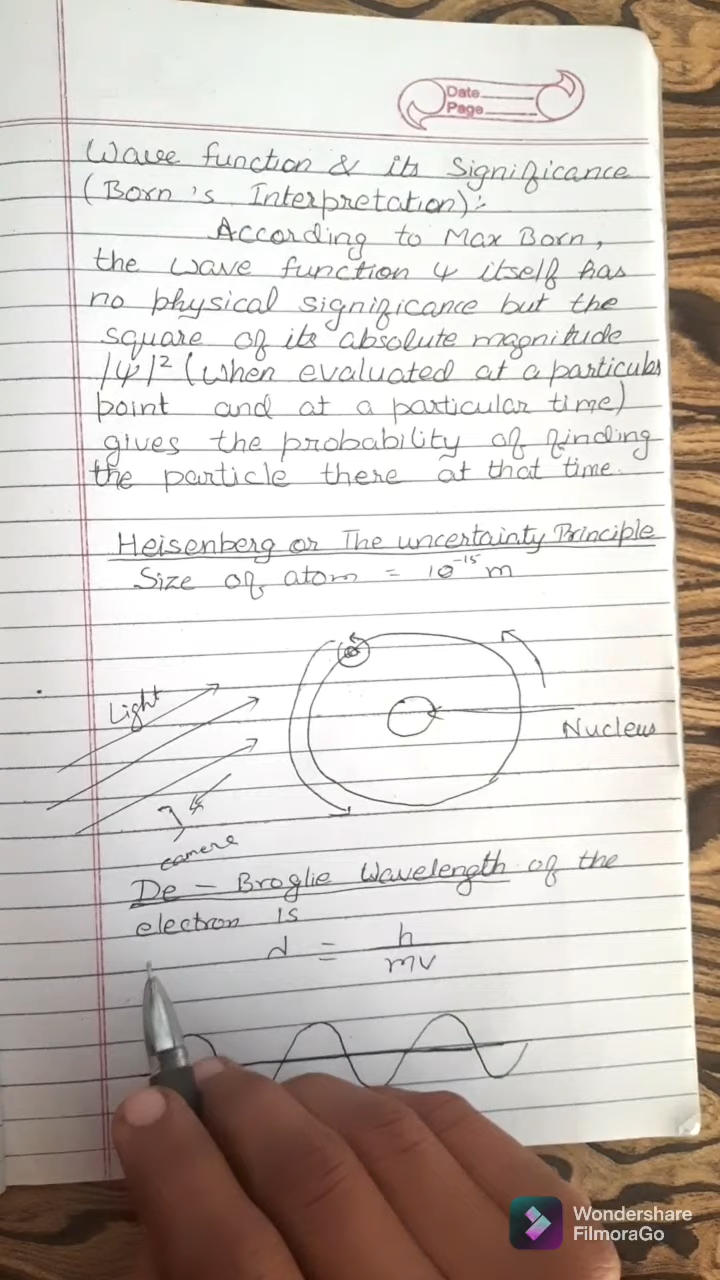 Date
Page
Wave function & its Significance
(Born's Interpretation):-
According to Max Born,
the wave function ψ itself has
no physical significance but the
square of its absolute magnitude
|ψ|² (when evaluated at a particular
point and at a particular time)
gives the probability of finding
the particle there at that time.
Heisenberg or The uncertainty Principle
Size of atom = 10⁻¹⁵ m
Light
Nucleus
camere
De - Broglie Wavelength of the
electron is
d = h
mv
Wondershare
FilmoraGo